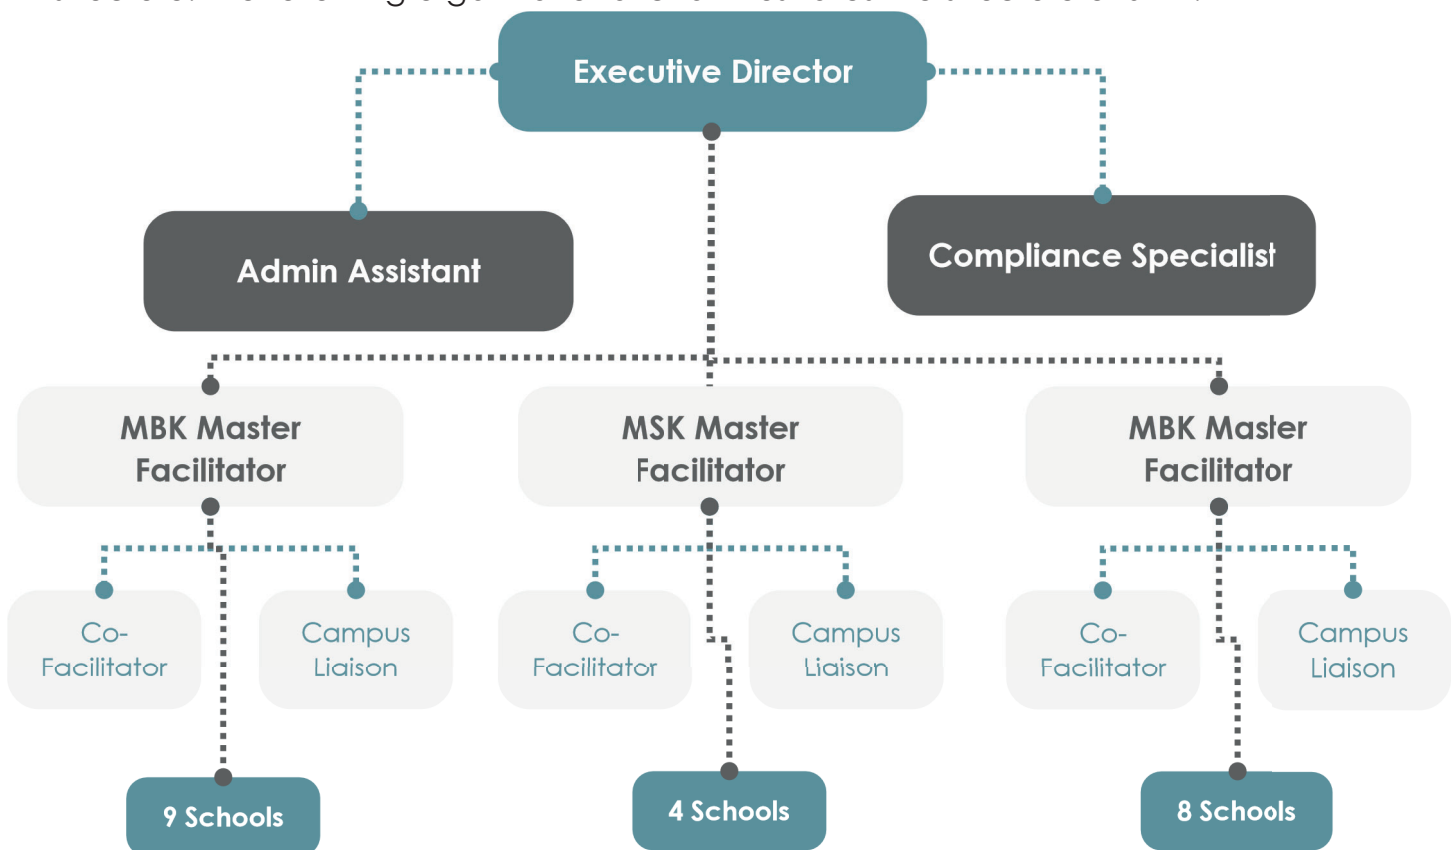 Executive Director
Admin Assistant
Compliance Specialist
MBK Master
Facilitator
MSK Master
Facilitator
MBK Master
Facilitator
Co-
Facilitator
Campus
Liaison
Co-
Facilitator
Campus
Liaison
Co-
Facilitator
Campus
Liaison
9 Schools
4 Schools
8 Schools